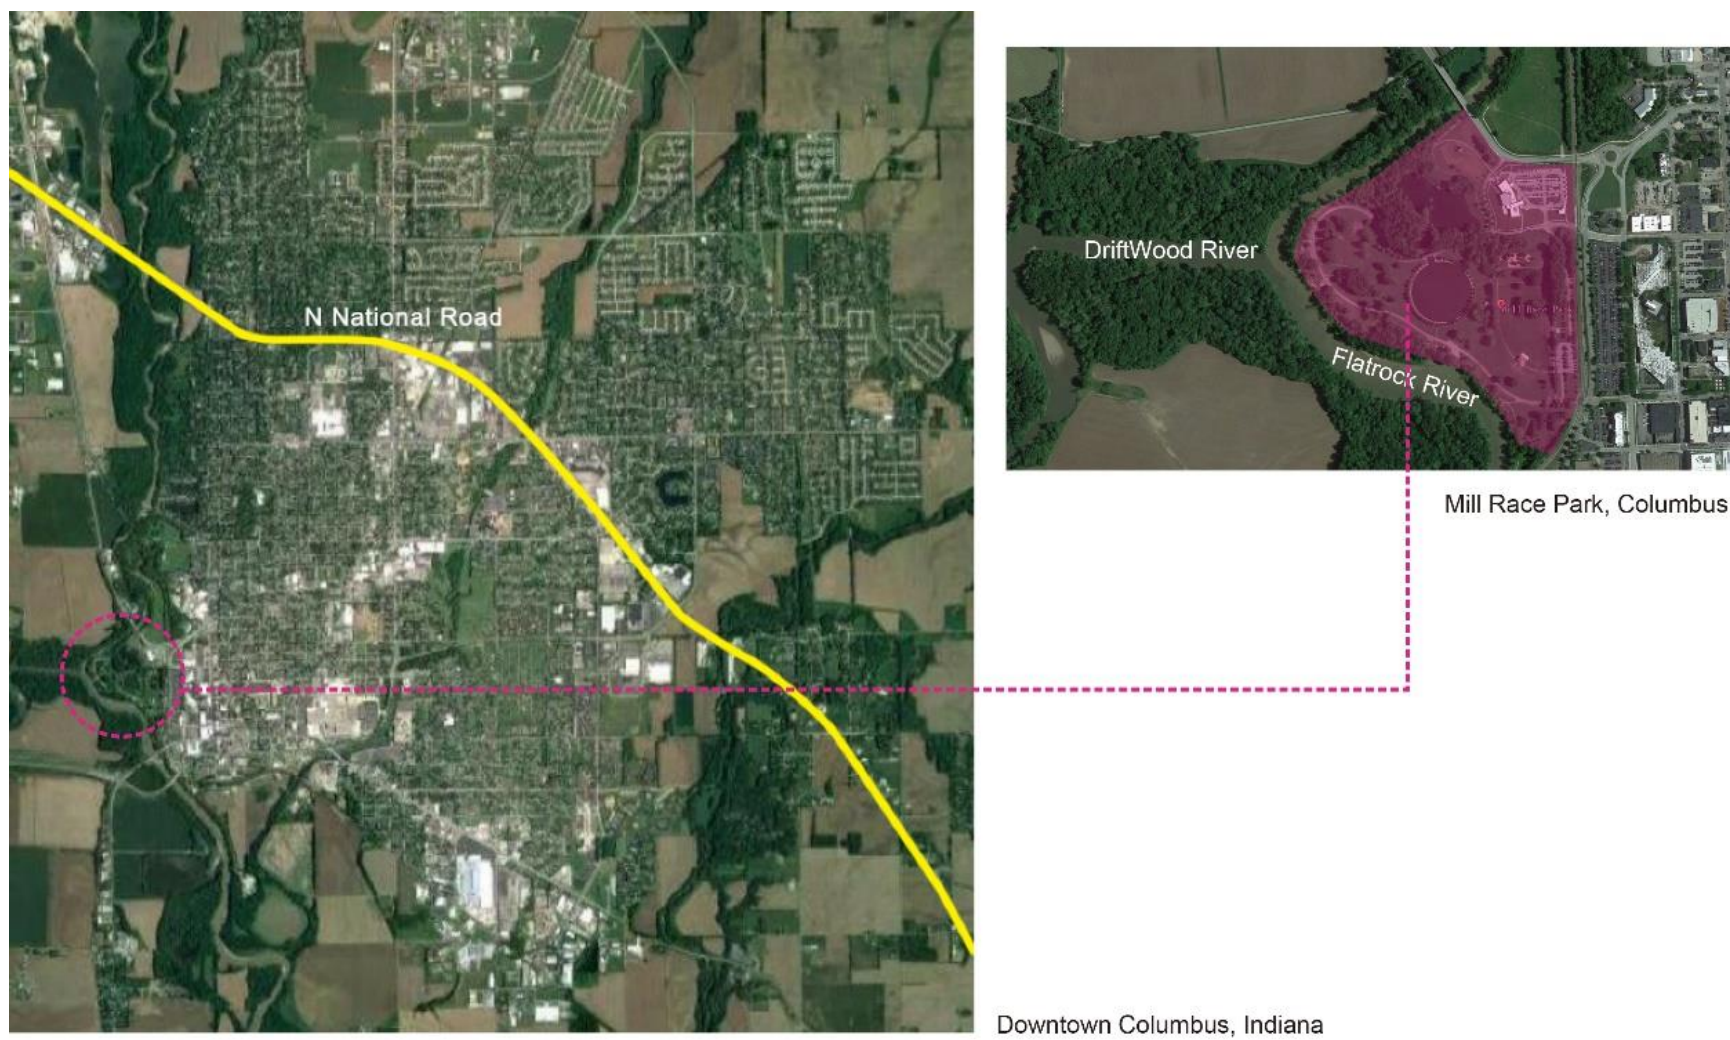 N National Road
DriftWood River
Flatrock River
Mill Race Park, Columbus
Downtown Columbus, Indiana